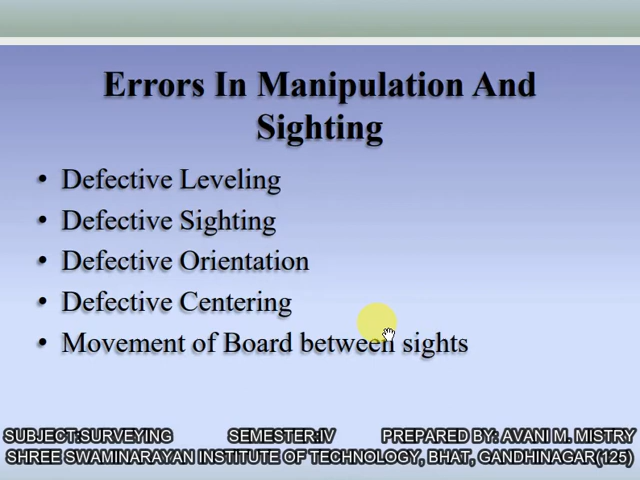 Errors In Manipulation And
Sighting
• Defective Leveling
• Defective Sighting
• Defective Orientation
• Defective Centering
• Movement of Board between sights
SUBJECT:SURVEYING SEMESTER:IV PREPARED BY: AVANI M. MISTRY
SHREE SWAMINARAYAN INSTITUTE OF TECHNOLOGY, BHAT, GANDHINAGAR(125)